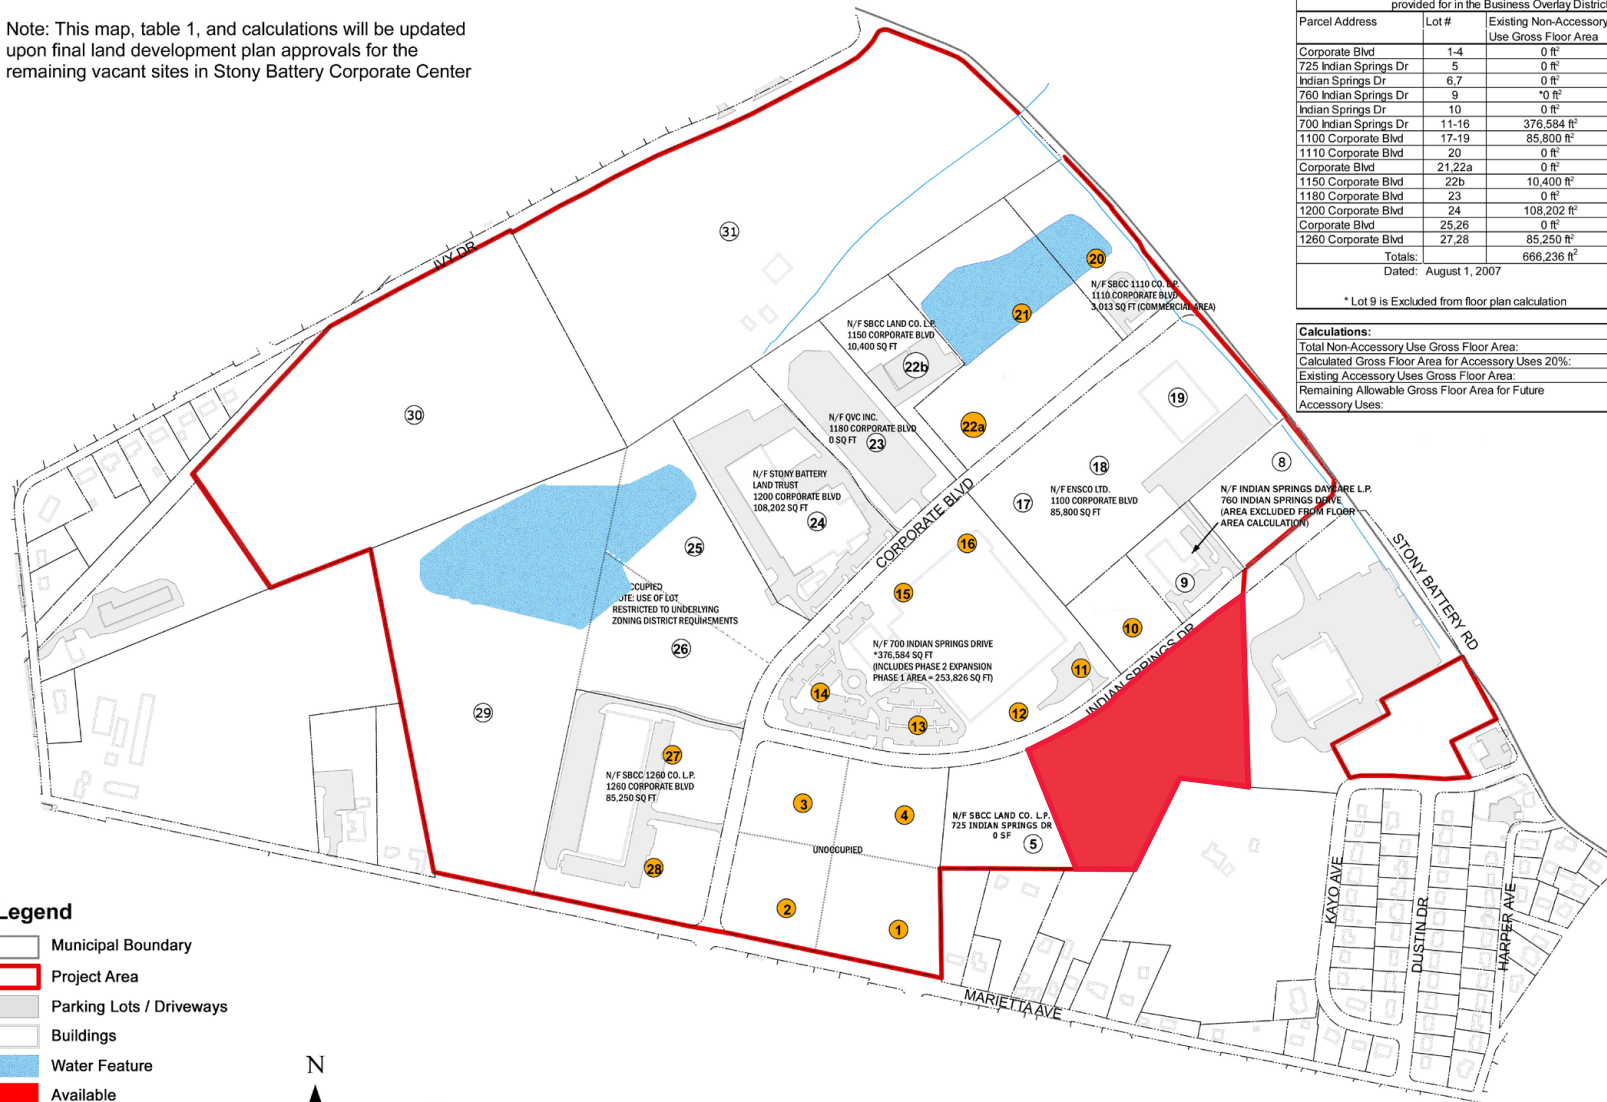 Note: This map, table 1, and calculations will be updated
upon final land development plan approvals for the
remaining vacant sites in Stony Battery Corporate Center
provided for in the Business Overlay District
Parcel Address Lot # Existing Non-Accessory
Use Gross Floor Area
Corporate Blvd 1-4 0 ft²
725 Indian Springs Dr 5 0 ft²
Indian Springs Dr 6,7 0 ft²
760 Indian Springs Dr 9 *0 ft²
Indian Springs Dr 10 0 ft²
700 Indian Springs Dr 11-16 376,584 ft²
1100 Corporate Blvd 17-19 85,800 ft²
1110 Corporate Blvd 20 0 ft²
Corporate Blvd 21,22a 0 ft²
1150 Corporate Blvd 22b 10,400 ft²
1180 Corporate Blvd 23 0 ft²
1200 Corporate Blvd 24 108,202 ft²
Corporate Blvd 25,26 0 ft²
1260 Corporate Blvd 27,28 85,250 ft²
Totals: 666,236 ft²
Dated: August 1, 2007
* Lot 9 is Excluded from floor plan calculation
Calculations:
Total Non-Accessory Use Gross Floor Area:
Calculated Gross Floor Area for Accessory Uses 20%:
Existing Accessory Uses Gross Floor Area:
Remaining Allowable Gross Floor Area for Future
Accessory Uses:
IVY DR
31
30
20
N/F SBCC 1110 CO. L.P.
1110 CORPORATE BLVD
3,013 SQ FT (COMMERCIAL AREA)
21
N/F SBCC LAND CO. L.P.
1150 CORPORATE BLVD
10,400 SQ FT
22b
22a
19
N/F QVC INC.
1180 CORPORATE BLVD
0 SQ FT
23
18
8
N/F STONY BATTERY
LAND TRUST
1200 CORPORATE BLVD
108,202 SQ FT
24
CORPORATE BLVD
17
N/F ENSCO LTD.
1100 CORPORATE BLVD
85,800 SQ FT
N/F INDIAN SPRINGS DAYCARE L.P.
760 INDIAN SPRINGS DRIVE
(AREA EXCLUDED FROM FLOOR
AREA CALCULATION)
STONY BATTERY RD
25
16
9
15
CCUPIED
OTE: USE OF LOT
RESTRICTED TO UNDERLYING
ZONING DISTRICT REQUIREMENTS
26
10
N/F 700 INDIAN SPRINGS DRIVE
*376,584 SQ FT
(INCLUDES PHASE 2 EXPANSION
PHASE 1 AREA = 253,826 SQ FT)
11
INDIAN SPRINGS DR
14
13
12
29
27
N/F SBCC 1260 CO. L.P.
1260 CORPORATE BLVD
85,250 SQ FT
28
3
4
N/F SBCC LAND CO. L.P.
725 INDIAN SPRINGS DR
0 SF
5
UNOCCUPIED
2
1
KAYO AVE
DUSTIN DR
HARPER AVE
MARIETTA AVE
Legend
Municipal Boundary
Project Area
Parking Lots / Driveways
Buildings
Water Feature
Available
N